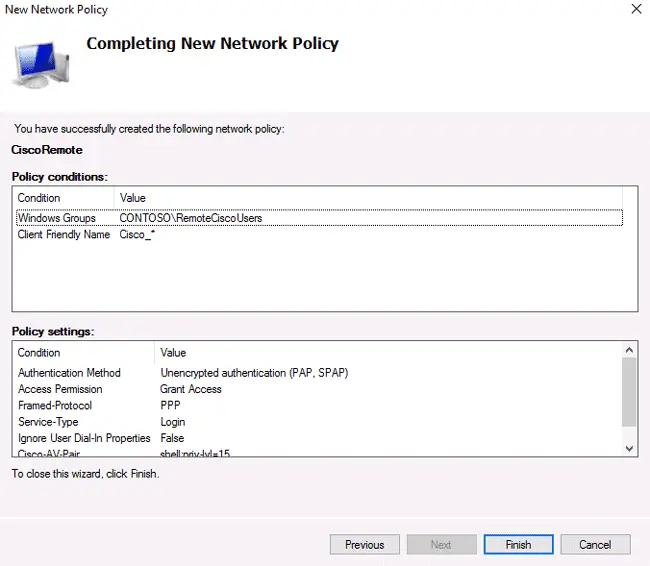 New Network Policy
Completing New Network Policy
You have successfully created the following network policy:
CiscoRemote
Policy conditions:
Condition Value
Windows Groups CONTOSO\RemoteCiscoUsers
Client Friendly Name Cisco_*
Policy settings:
Condition Value
Authentication Method Unencrypted authentication (PAP, SPAP)
Access Permission Grant Access
Framed-Protocol PPP
Service-Type Login
Ignore User Dial-In Properties False
Cisco-AV-Pair shell:priv-lvl=15
To close this wizard, click Finish.
Previous Next Finish Cancel